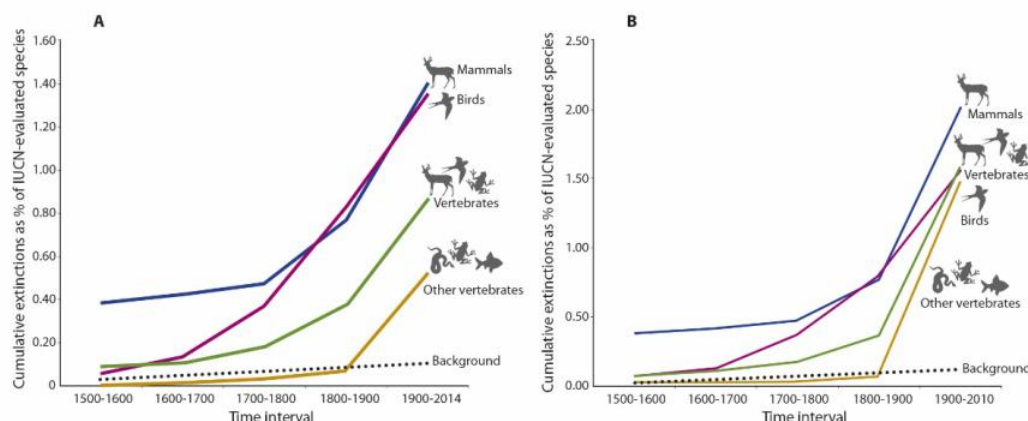 A
Cumulative extinctions as % of IUCN-evaluated species
1.60
1.40
1.20
1.00
0.80
0.60
0.40
0.20
0
Mammals
Birds
Vertebrates
Other vertebrates
Background
1500-1600
1600-1700
1700-1800
1800-1900
1900-2014
Time interval
B
Cumulative extinctions as % of IUCN-evaluated species
2.50
2.00
1.50
1.00
0.50
0.00
Mammals
Vertebrates
Birds
Other vertebrates
Background
1500-1600
1600-1700
1700-1800
1800-1900
1900-2010
Time interval